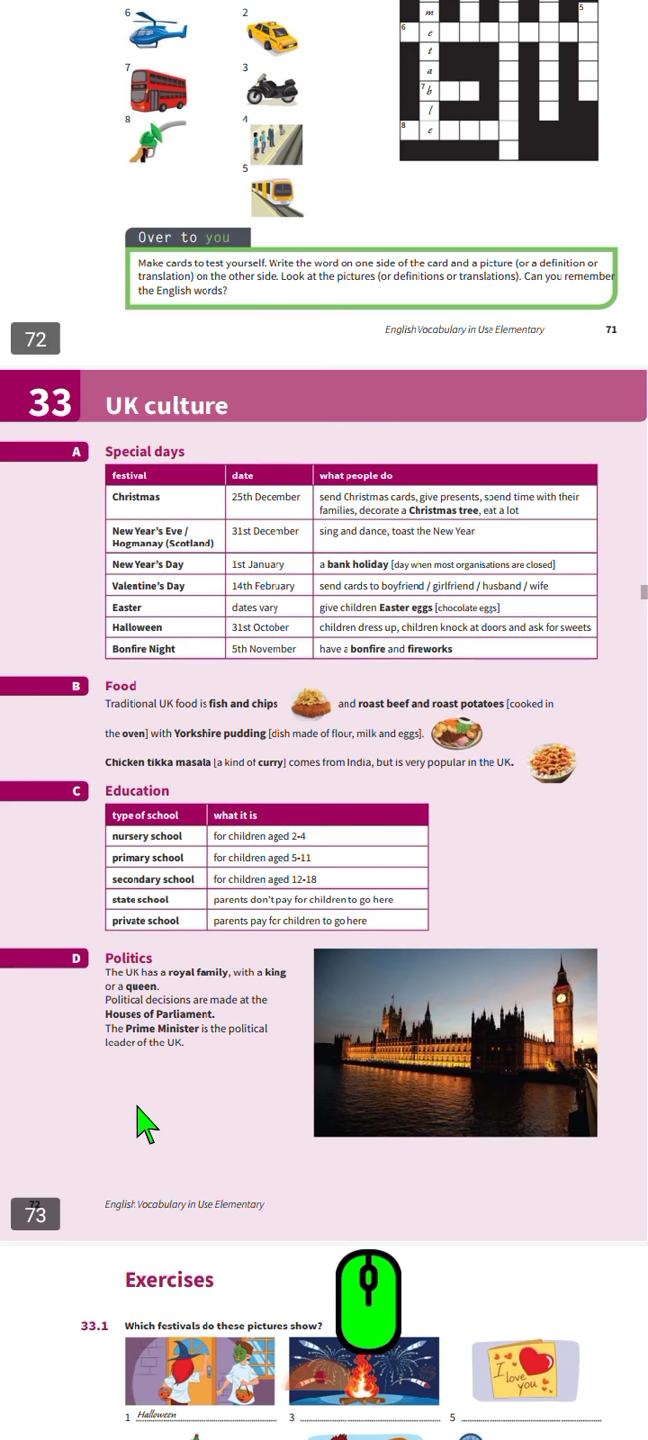 6
2
5
m
6
e
t
7
3
a
7
b
l
8
4
8
e
5
Over to you
Make cards to test yourself. Write the word on one side of the card and a picture (or a definition or
translation) on the other side. Look at the pictures (or definitions or translations). Can you remember
the English words?
72
English Vocabulary in Use Elementary 71
33 UK culture
A Special days
festival date what people do
Christmas 25th December send Christmas cards, give presents, spend time with their
families, decorate a Christmas tree, eat a lot
New Year's Eve / 31st December sing and dance, toast the New Year
Hogmanay (Scotland)
New Year's Day 1st January a bank holiday [day when most organisations are closed]
Valentine's Day 14th February send cards to boyfriend / girlfriend / husband / wife
Easter dates vary give children Easter eggs [chocolate eggs]
Halloween 31st October children dress up, children knock at doors and ask for sweets
Bonfire Night 5th November have a bonfire and fireworks
B Food
Traditional UK food is fish and chips and roast beef and roast potatoes [cooked in
the oven] with Yorkshire pudding [dish made of flour, milk and eggs].
Chicken tikka masala [a kind of curry] comes from India, but is very popular in the UK.
C Education
type of school what it is
nursery school for children aged 2-4
primary school for children aged 5-11
secondary school for children aged 12-18
state school parents don't pay for children to go here
private school parents pay for children to go here
D Politics
The UK has a royal family, with a king
or a queen.
Political decisions are made at the
Houses of Parliament.
The Prime Minister is the political
leader of the UK.
72 English Vocabulary in Use Elementary
73
Exercises
33.1 Which festivals do these pictures show?
I love
you
1 Halloween 3 5